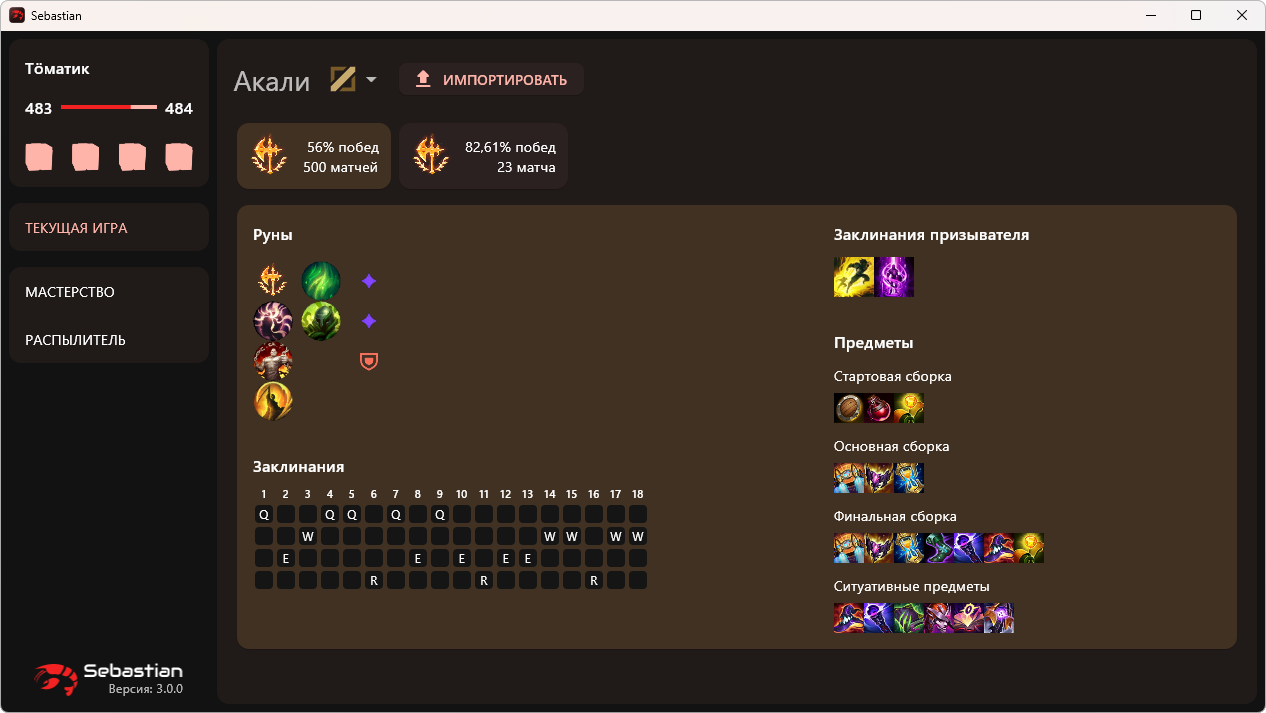 Sebastian
Тöматик
483 484
ТЕКУЩАЯ ИГРА
МАСТЕРСТВО
РАСПЫЛИТЕЛЬ
Sebastian
Версия: 3.0.0
Акали
ИМПОРТИРОВАТЬ
56% побед
500 матчей
82,61% побед
23 матча
Руны
Заклинания
1 2 3 4 5 6 7 8 9 10 11 12 13 14 15 16 17 18
Q Q Q Q Q
W W W W W
E E E E E
R R R
Заклинания призывателя
Предметы
Стартовая сборка
Основная сборка
Финальная сборка
Ситуативные предметы